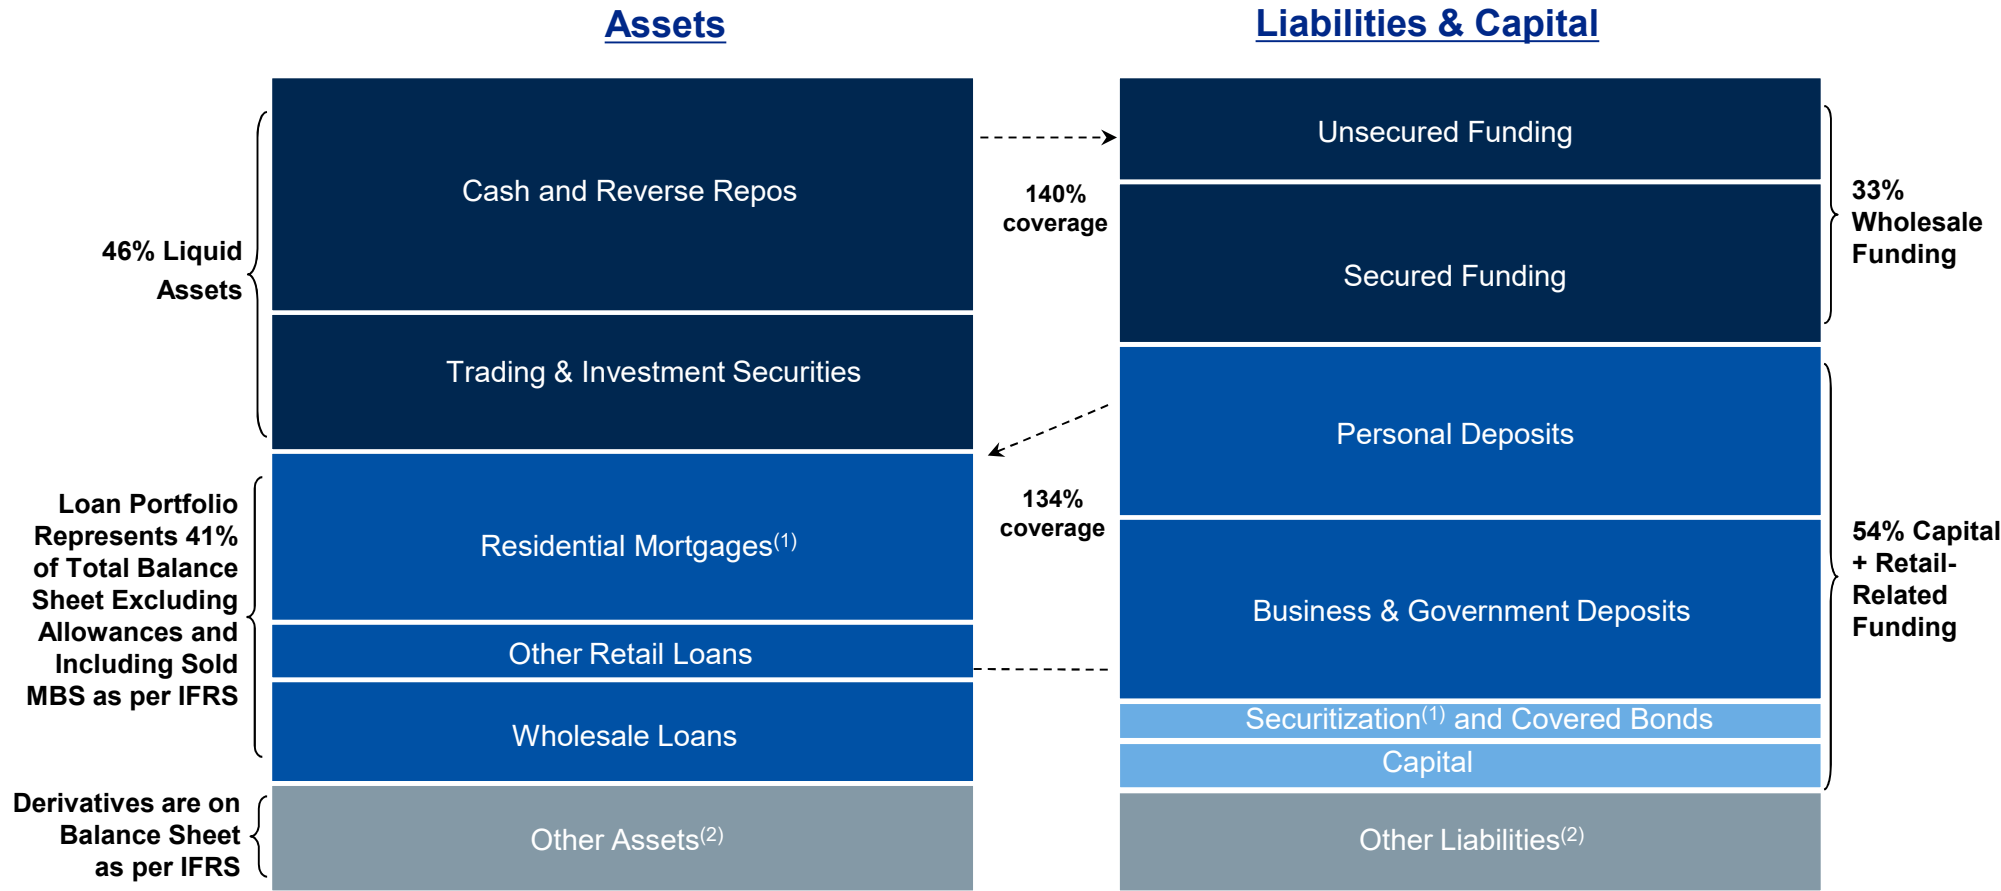 Assets
Liabilities & Capital
Cash and Reverse Repos
Trading & Investment Securities
Residential Mortgages(1)
Other Retail Loans
Wholesale Loans
Other Assets(2)
46% Liquid
Assets
Loan Portfolio
Represents 41%
of Total Balance
Sheet Excluding
Allowances and
Including Sold
MBS as per IFRS
Derivatives are on
Balance Sheet
as per IFRS
140%
coverage
134%
coverage
Unsecured Funding
Secured Funding
Personal Deposits
Business & Government Deposits
Securitization(1) and Covered Bonds
Capital
Other Liabilities(2)
33%
Wholesale
Funding
54% Capital
+ Retail-
Related
Funding